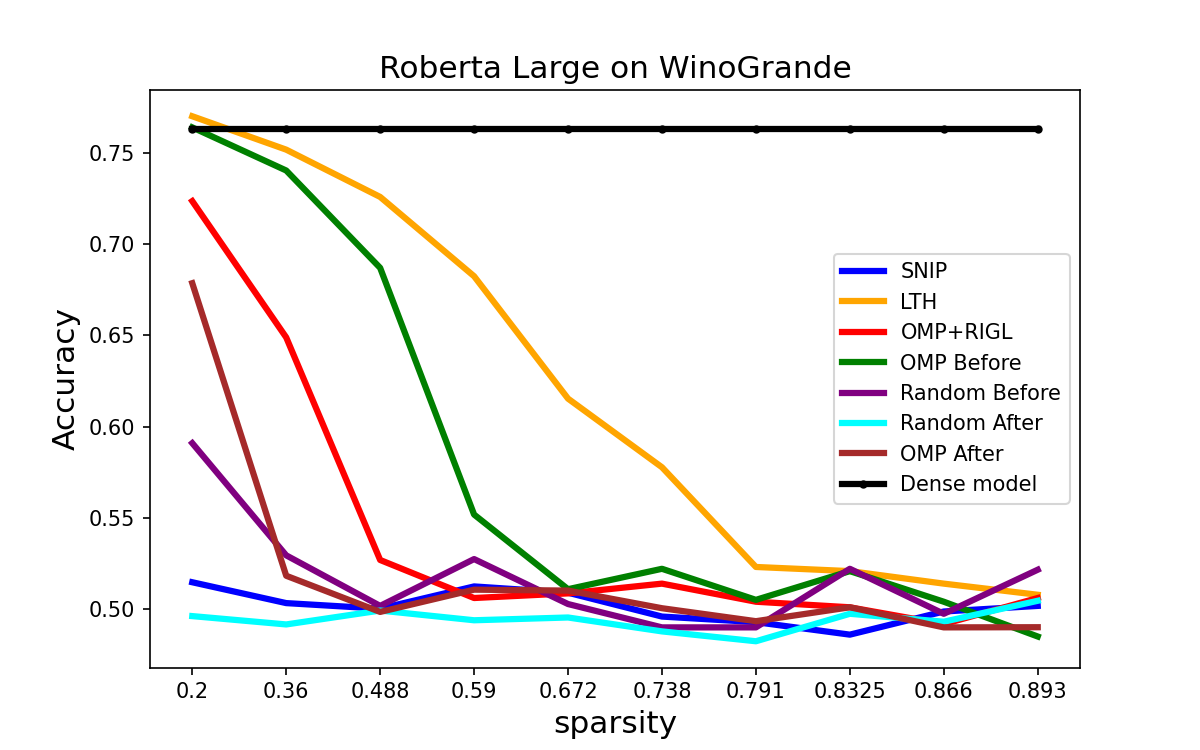 Roberta Large on WinoGrande
Accuracy
0.75
0.70
0.65
0.60
0.55
0.50
SNIP
LTH
OMP+RIGL
OMP Before
Random Before
Random After
OMP After
Dense model
0.2 0.36 0.488 0.59 0.672 0.738 0.791 0.8325 0.866 0.893
sparsity